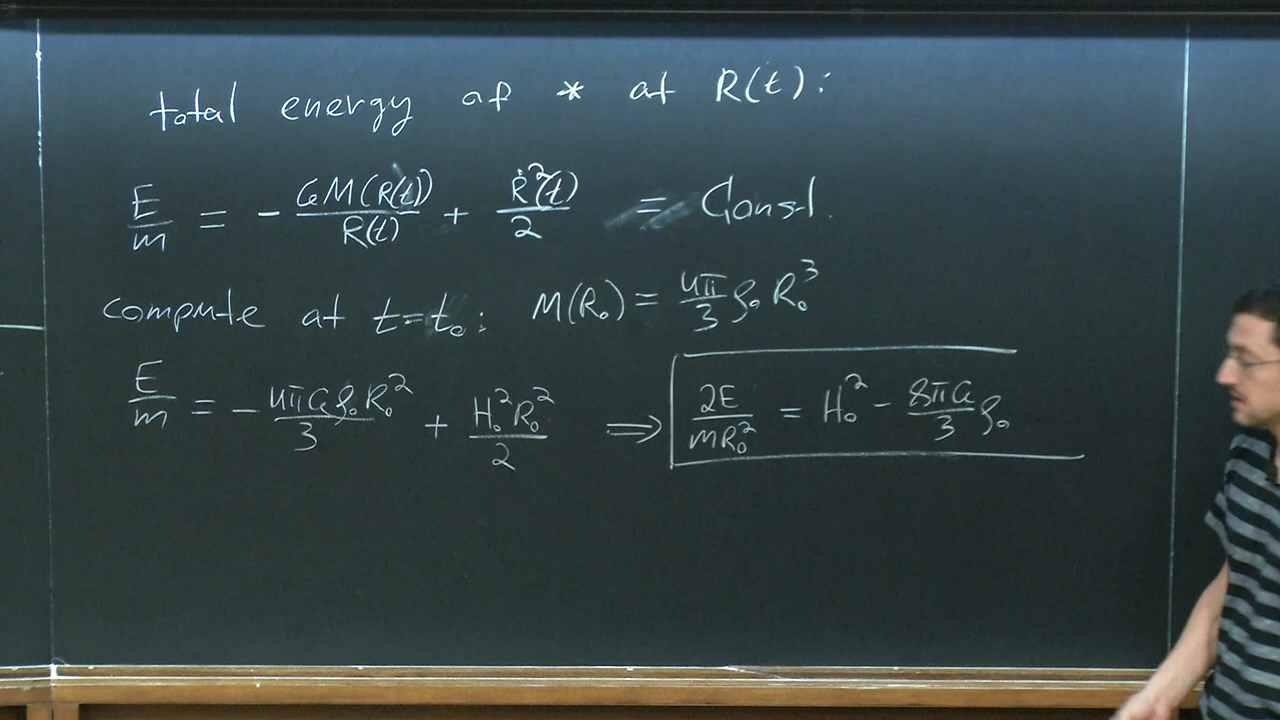 total energy of * at R(t):
E/m = - GM(R(t))/R(t) + Ṙ²(t)/2 = Const.
compute at t=t₀: M(R₀) = 4π/3 ρ₀ R₀³
E/m = - 4πGρ₀R₀²/3 + H₀²R₀²/2 ⇒ 2E/mR₀² = H₀² - 8πG/3 ρ₀